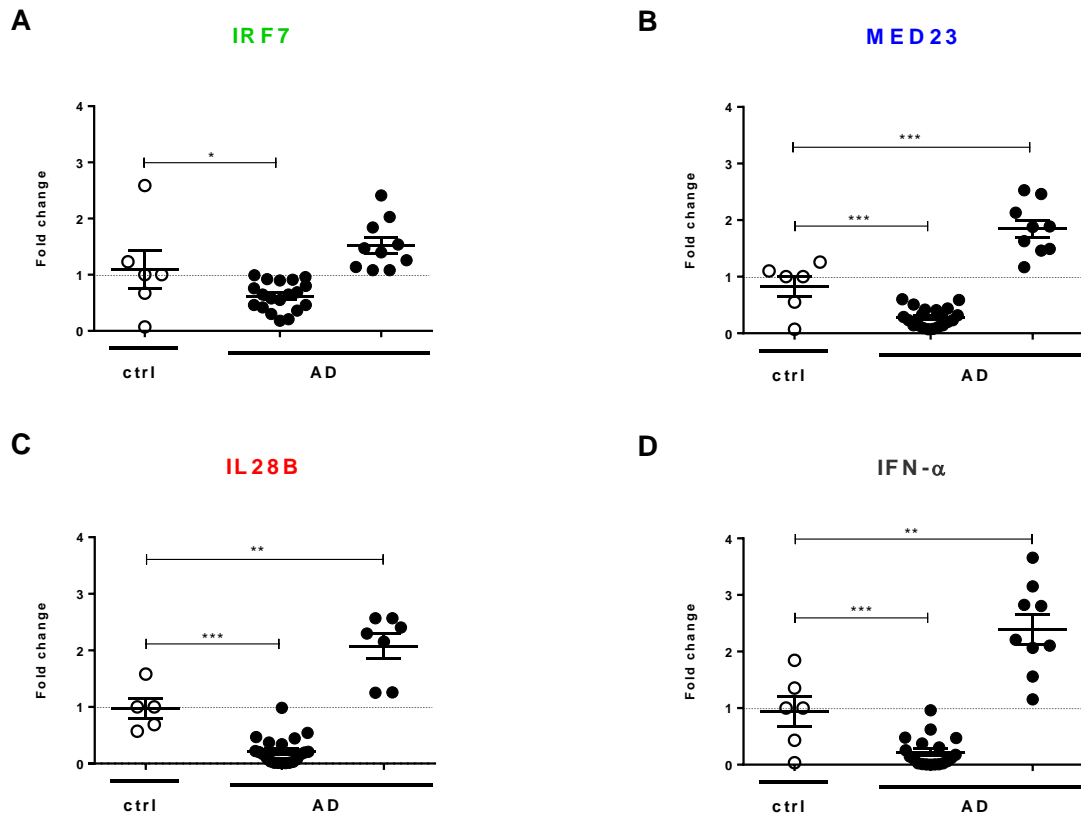 A
IRF7
Fold change
4
3
2
1
0
*
ctrl
AD
B
MED23
Fold change
4
3
2
1
0
***
***
ctrl
AD
C
IL28B
Fold change
4
3
2
1
0
**
***
ctrl
AD
D
IFN-α
Fold change
4
3
2
1
0
**
***
ctrl
AD